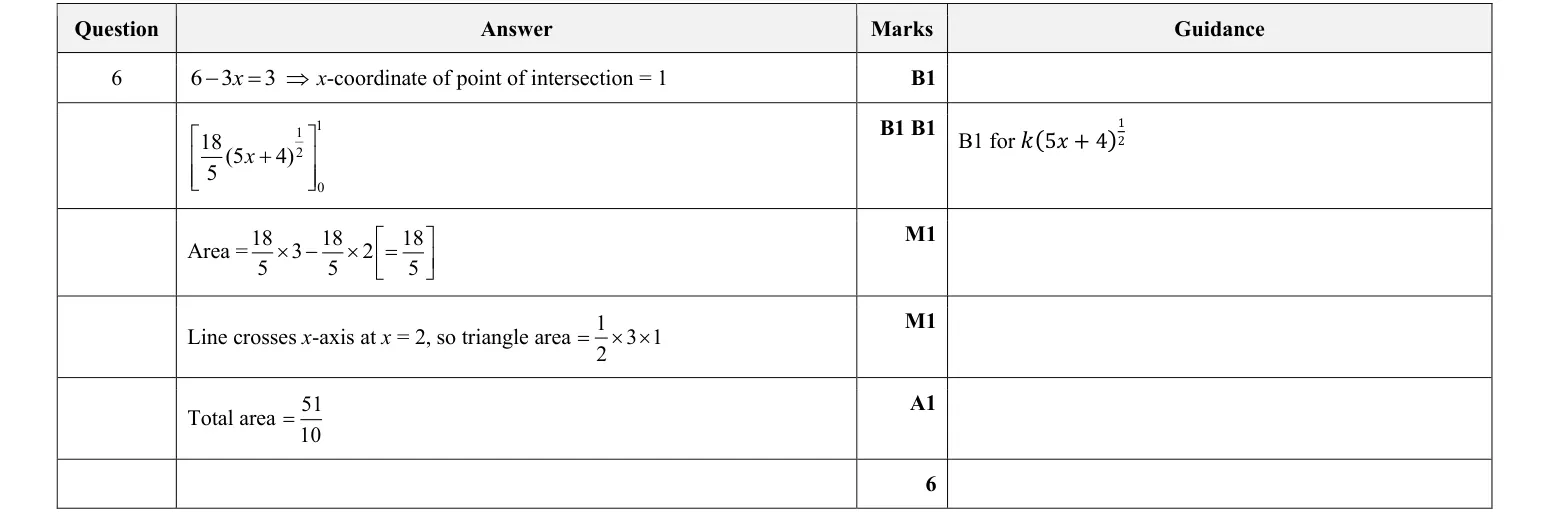 Question Answer Marks Guidance
6 6 − 3x = 3 ⇒ x-coordinate of point of intersection = 1 B1
[18/5 (5x + 4)^(1/2)]_0^1 B1 B1 B1 for k(5x + 4)^(1/2)
Area = 18/5 × 3 − 18/5 × 2 [= 18/5] M1
Line crosses x-axis at x = 2, so triangle area = 1/2 × 3 × 1 M1
Total area = 51/10 A1
6